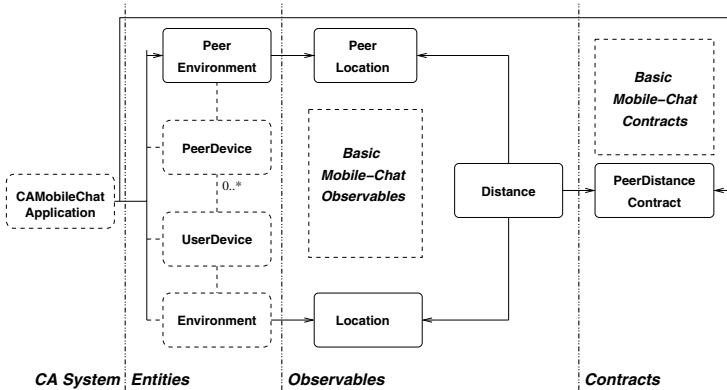 Peer
Environment
Peer
Location
Basic
Mobile−Chat
Contracts
PeerDevice
Basic
Mobile−Chat
Observables
0..*
CAMobileChat
Application
Distance
PeerDistance
Contract
UserDevice
Environment
Location
CA System
Entities
Observables
Contracts